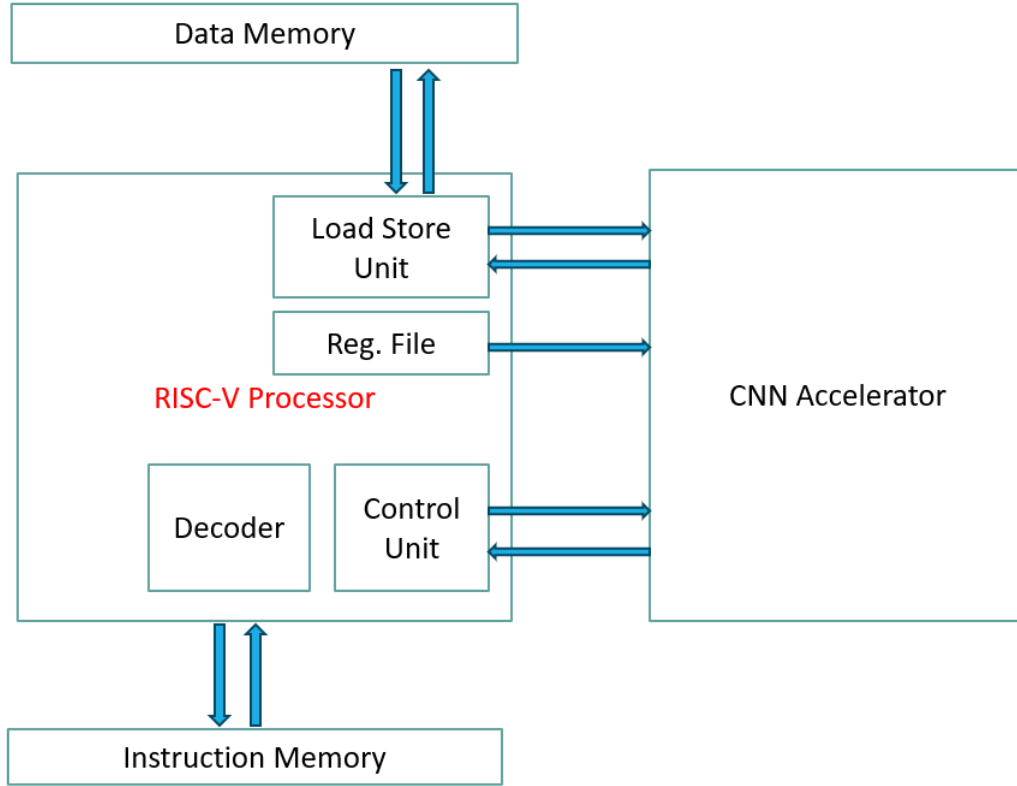 Data Memory
Load Store
Unit
Reg. File
RISC-V Processor
CNN Accelerator
Decoder
Control
Unit
Instruction Memory